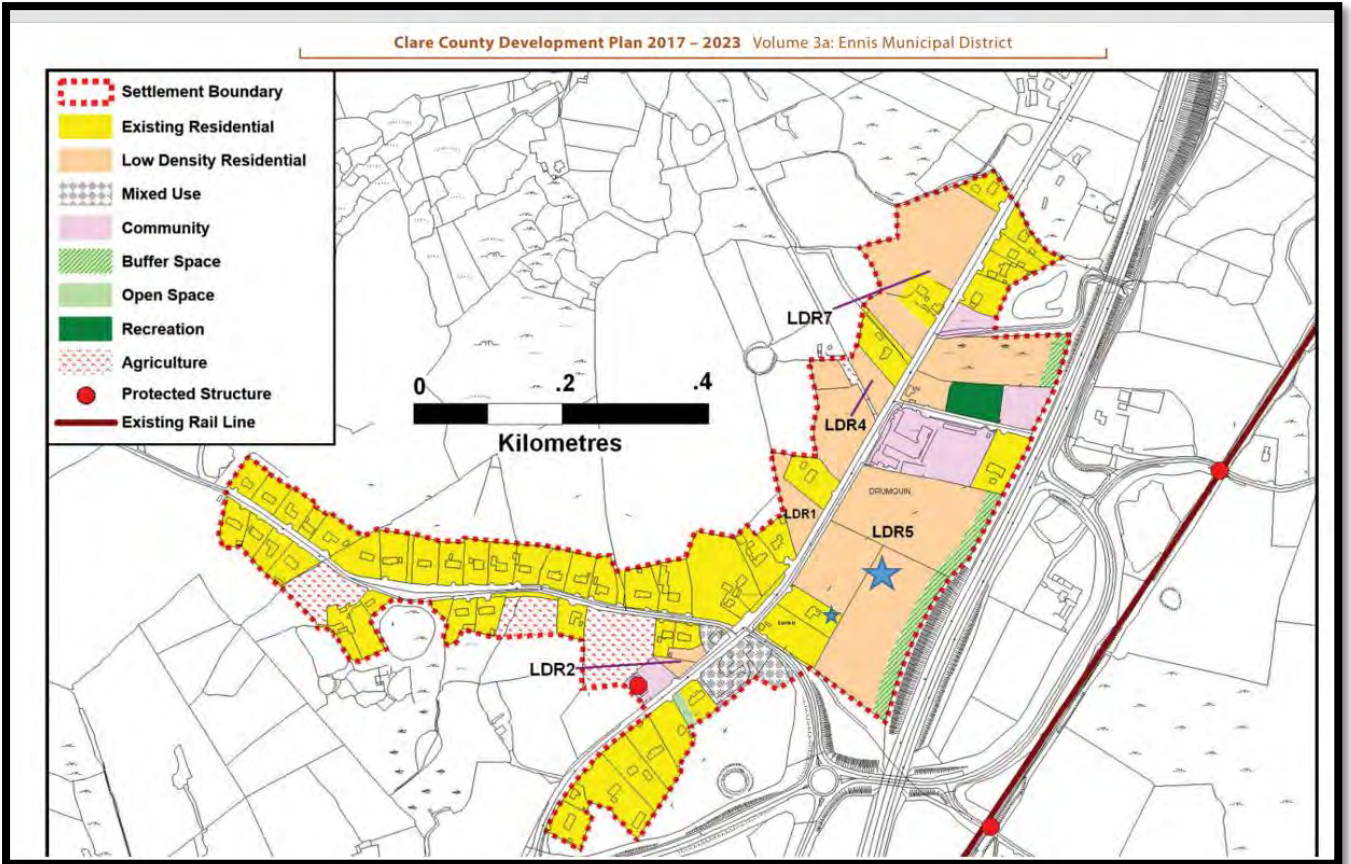 Clare County Development Plan 2017 – 2023 Volume 3a: Ennis Municipal District
Settlement Boundary
Existing Residential
Low Density Residential
Mixed Use
Community
Buffer Space
Open Space
Recreation
Agriculture
Protected Structure
Existing Rail Line
0 .2 .4
Kilometres
LDR7
LDR4
DRUMQUIN
LDR1
LDR5
LDR2